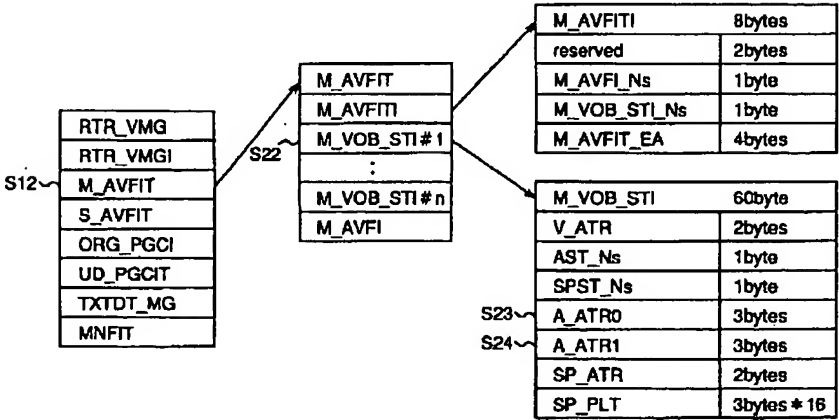 RTR_VMG
RTR_VMGI
S12 M_AVFIT
S_AVFIT
ORG_PGCI
UD_PGCIT
TXTDT_MG
MNFIT
M_AVFIT
M_AVFITI
S22 M_VOB_STI#1
:
M_VOB_STI#n
M_AVFI
M_AVFITI 8bytes
reserved 2bytes
M_AVFI_Ns 1byte
M_VOB_STI_Ns 1byte
M_AVFIT_EA 4bytes
M_VOB_STI 60byte
V_ATR 2bytes
AST_Ns 1byte
SPST_Ns 1byte
S23 A_ATR0 3bytes
S24 A_ATR1 3bytes
SP_ATR 2bytes
SP_PLT 3bytes*16